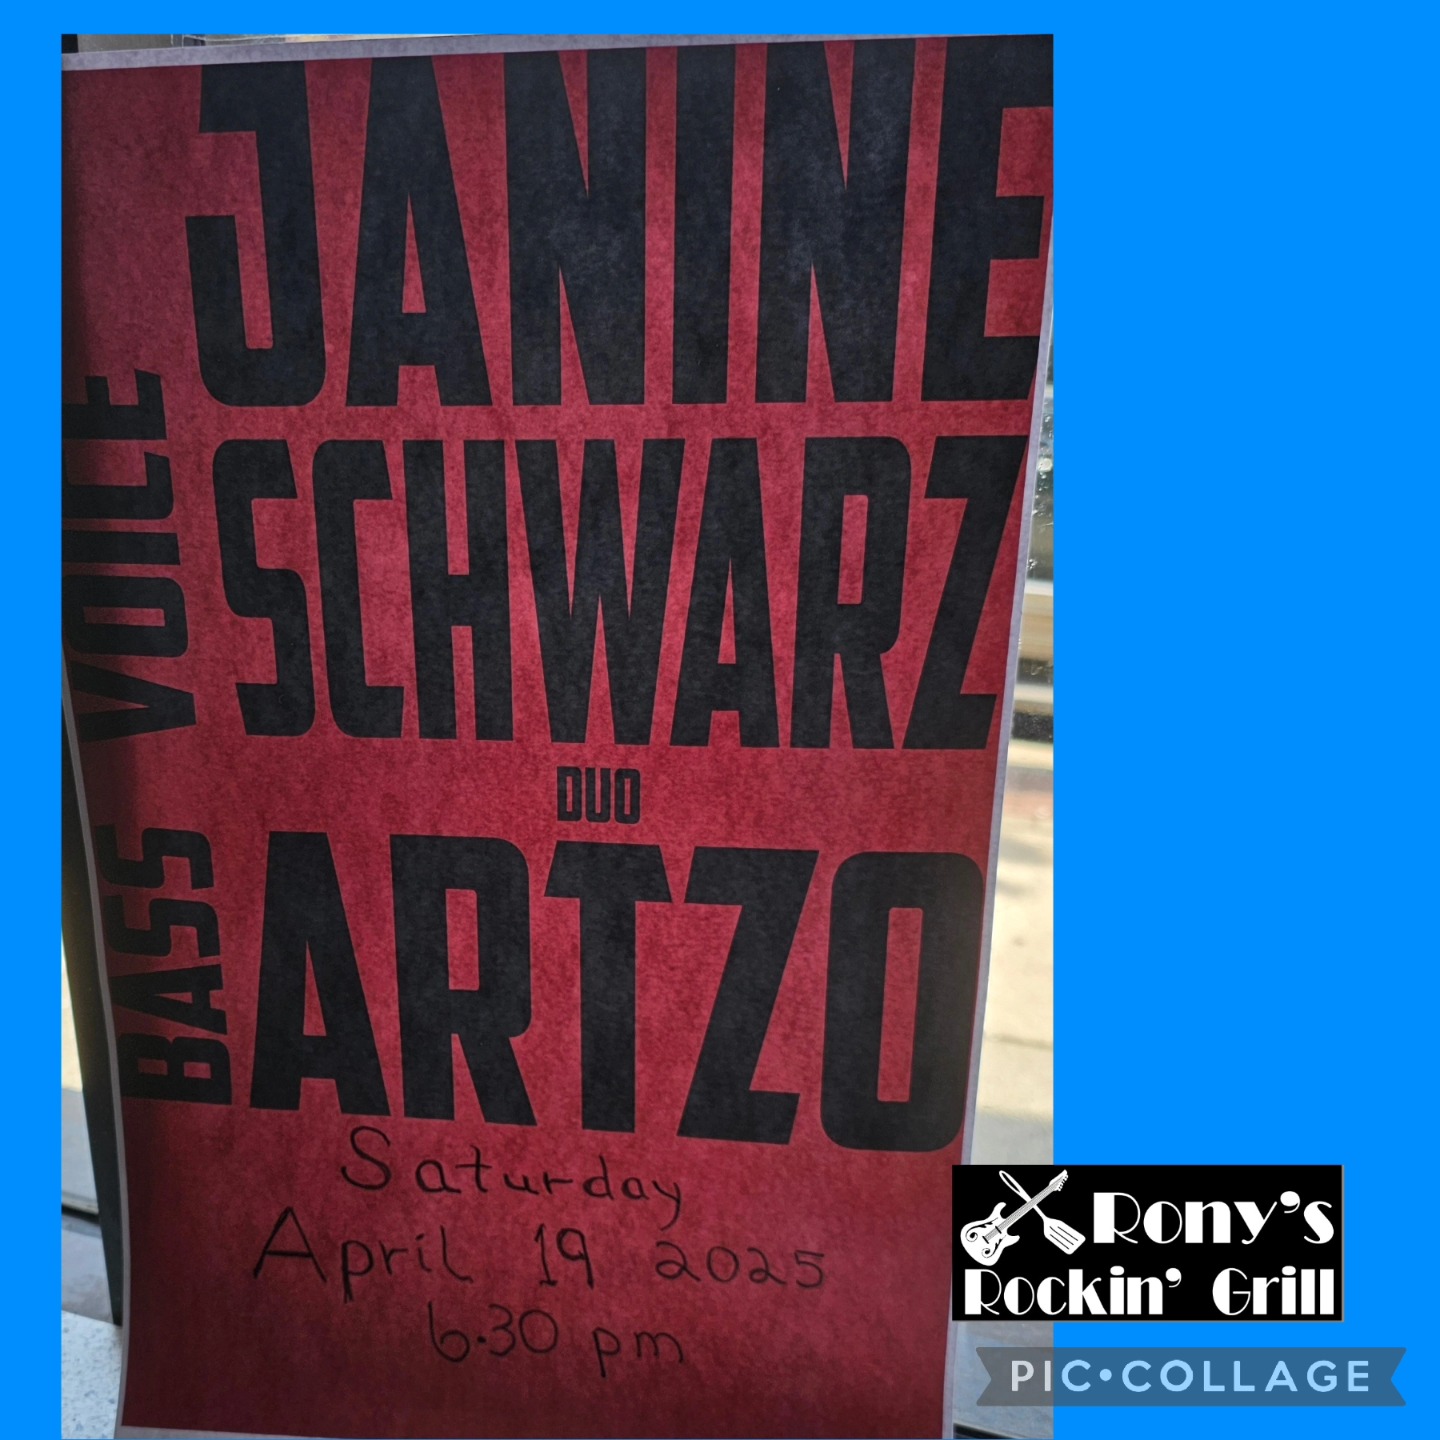 JANINE
SCHWARZ
DUO
ARTZO
BASS VOICE
Saturday
April 19 2025
6.30 pm
Rony's
Rockin' Grill
PIC•COLLAGE